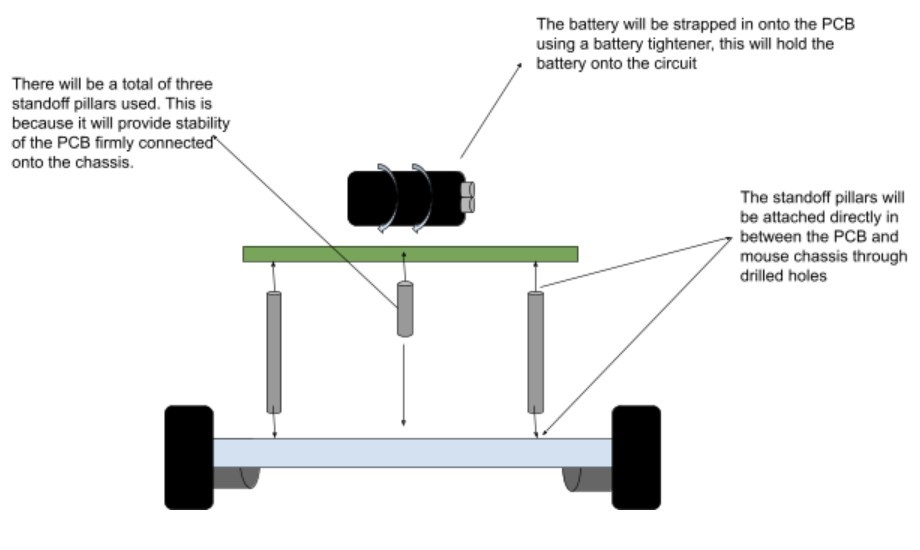 The battery will be strapped in onto the PCB
using a battery tightener, this will hold the
battery onto the circuit
There will be a total of three
standoff pillars used. This is
because it will provide stability
of the PCB firmly connected
onto the chassis.
The standoff pillars will
be attached directly in
between the PCB and
mouse chassis through
drilled holes